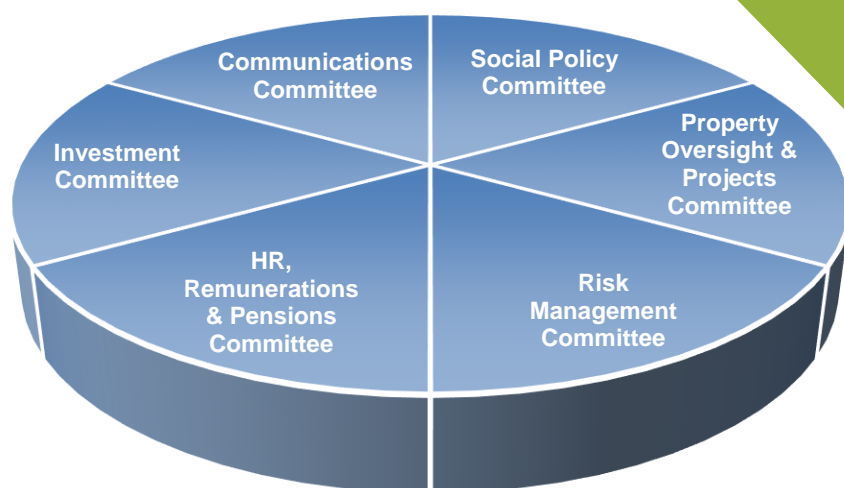 Communications
Committee
Social Policy
Committee
Property
Oversight &
Projects
Committee
Risk
Management
Committee
HR,
Remunerations
& Pensions
Committee
Investment
Committee